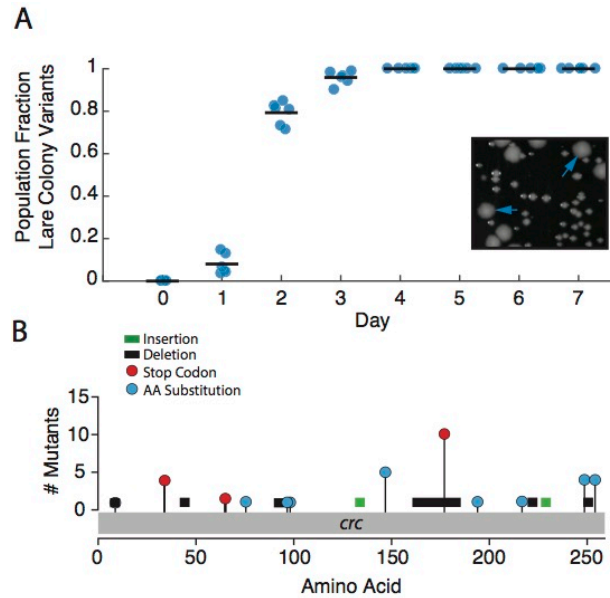 A
Population Fraction
Lare Colony Variants
1
0.8
0.6
0.4
0.2
0
0 1 2 3 4 5 6 7
Day
B
Insertion
Deletion
Stop Codon
AA Substitution
# Mutants
15
10
5
0
crc
0 50 100 150 200 250
Amino Acid